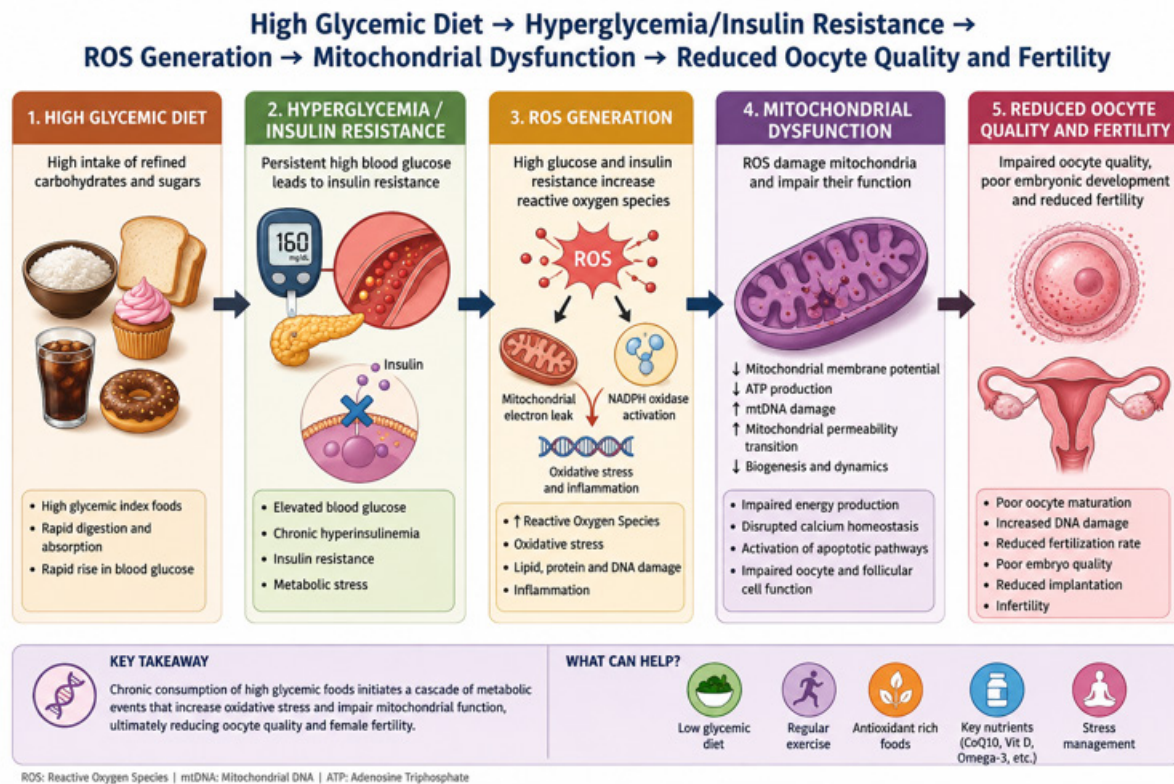 High Glycemic Diet → Hyperglycemia/Insulin Resistance →
ROS Generation → Mitochondrial Dysfunction → Reduced Oocyte Quality and Fertility
1. HIGH GLYCEMIC DIET
High intake of refined
carbohydrates and sugars
• High glycemic index foods
• Rapid digestion and
absorption
• Rapid rise in blood glucose
2. HYPERGLYCEMIA /
INSULIN RESISTANCE
Persistent high blood glucose
leads to insulin resistance
160
mg/dL
Insulin
• Elevated blood glucose
• Chronic hyperinsulinemia
• Insulin resistance
• Metabolic stress
3. ROS GENERATION
High glucose and insulin
resistance increase
reactive oxygen species
ROS
Mitochondrial
electron leak
NADPH oxidase
activation
Oxidative stress
and inflammation
• ↑ Reactive Oxygen Species
• Oxidative stress
• Lipid, protein and DNA damage
• Inflammation
4. MITOCHONDRIAL
DYSFUNCTION
ROS damage mitochondria
and impair their function
↓ Mitochondrial membrane potential
↓ ATP production
↑ mtDNA damage
↑ Mitochondrial permeability
transition
↓ Biogenesis and dynamics
• Impaired energy production
• Disrupted calcium homeostasis
• Activation of apoptotic pathways
• Impaired oocyte and follicular
cell function
5. REDUCED OOCYTE
QUALITY AND FERTILITY
Impaired oocyte quality,
poor embryonic development
and reduced fertility
• Poor oocyte maturation
• Increased DNA damage
• Reduced fertilization rate
• Poor embryo quality
• Reduced implantation
• Infertility
KEY TAKEAWAY
Chronic consumption of high glycemic foods initiates a cascade of metabolic
events that increase oxidative stress and impair mitochondrial function,
ultimately reducing oocyte quality and female fertility.
WHAT CAN HELP?
Low glycemic
diet
Regular
exercise
Antioxidant rich
foods
Key nutrients
(CoQ10, Vit D,
Omega-3, etc.)
Stress
management
ROS: Reactive Oxygen Species | mtDNA: Mitochondrial DNA | ATP: Adenosine Triphosphate